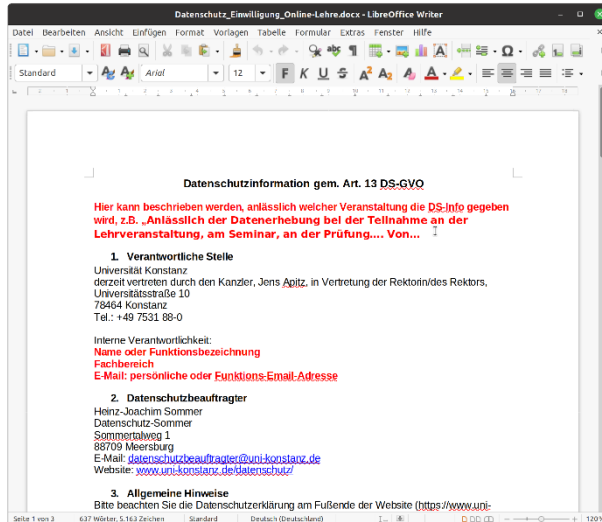 Datenschutz_Einwilligung_Online-Lehre.docx - LibreOffice Writer
Datei Bearbeiten Ansicht Einfügen Format Vorlagen Tabelle Formular Extras Fenster Hilfe
Standard Arial 12 F K U S
Datenschutzinformation gem. Art. 13 DS-GVO
Hier kann beschrieben werden, anlässlich welcher Veranstaltung die DS-Info gegeben
wird, z.B. „Anlässlich der Datenerhebung bei der Teilnahme an der
Lehrveranstaltung, am Seminar, an der Prüfung.... Von...
1. Verantwortliche Stelle
Universität Konstanz
derzeit vertreten durch den Kanzler, Jens Apitz, in Vertretung der Rektorin/des Rektors,
Universitätsstraße 10
78464 Konstanz
Tel.: +49 7531 88-0
Interne Verantwortlichkeit:
Name oder Funktionsbezeichnung
Fachbereich
E-Mail: persönliche oder Funktions-Email-Adresse
2. Datenschutzbeauftragter
Heinz-Joachim Sommer
Datenschutz-Sommer
Sommertalweg 1
88709 Meersburg
E-Mail: datenschutzbeauftragter@uni-konstanz.de
Website: www.uni-konstanz.de/datenschutz/
3. Allgemeine Hinweise
Bitte beachten Sie die Datenschutzerklärung am Fußende der Website (https://www.uni-
Seite 1 von 3 637 Wörter, 5.163 Zeichen Standard Deutsch (Deutschland) 120%